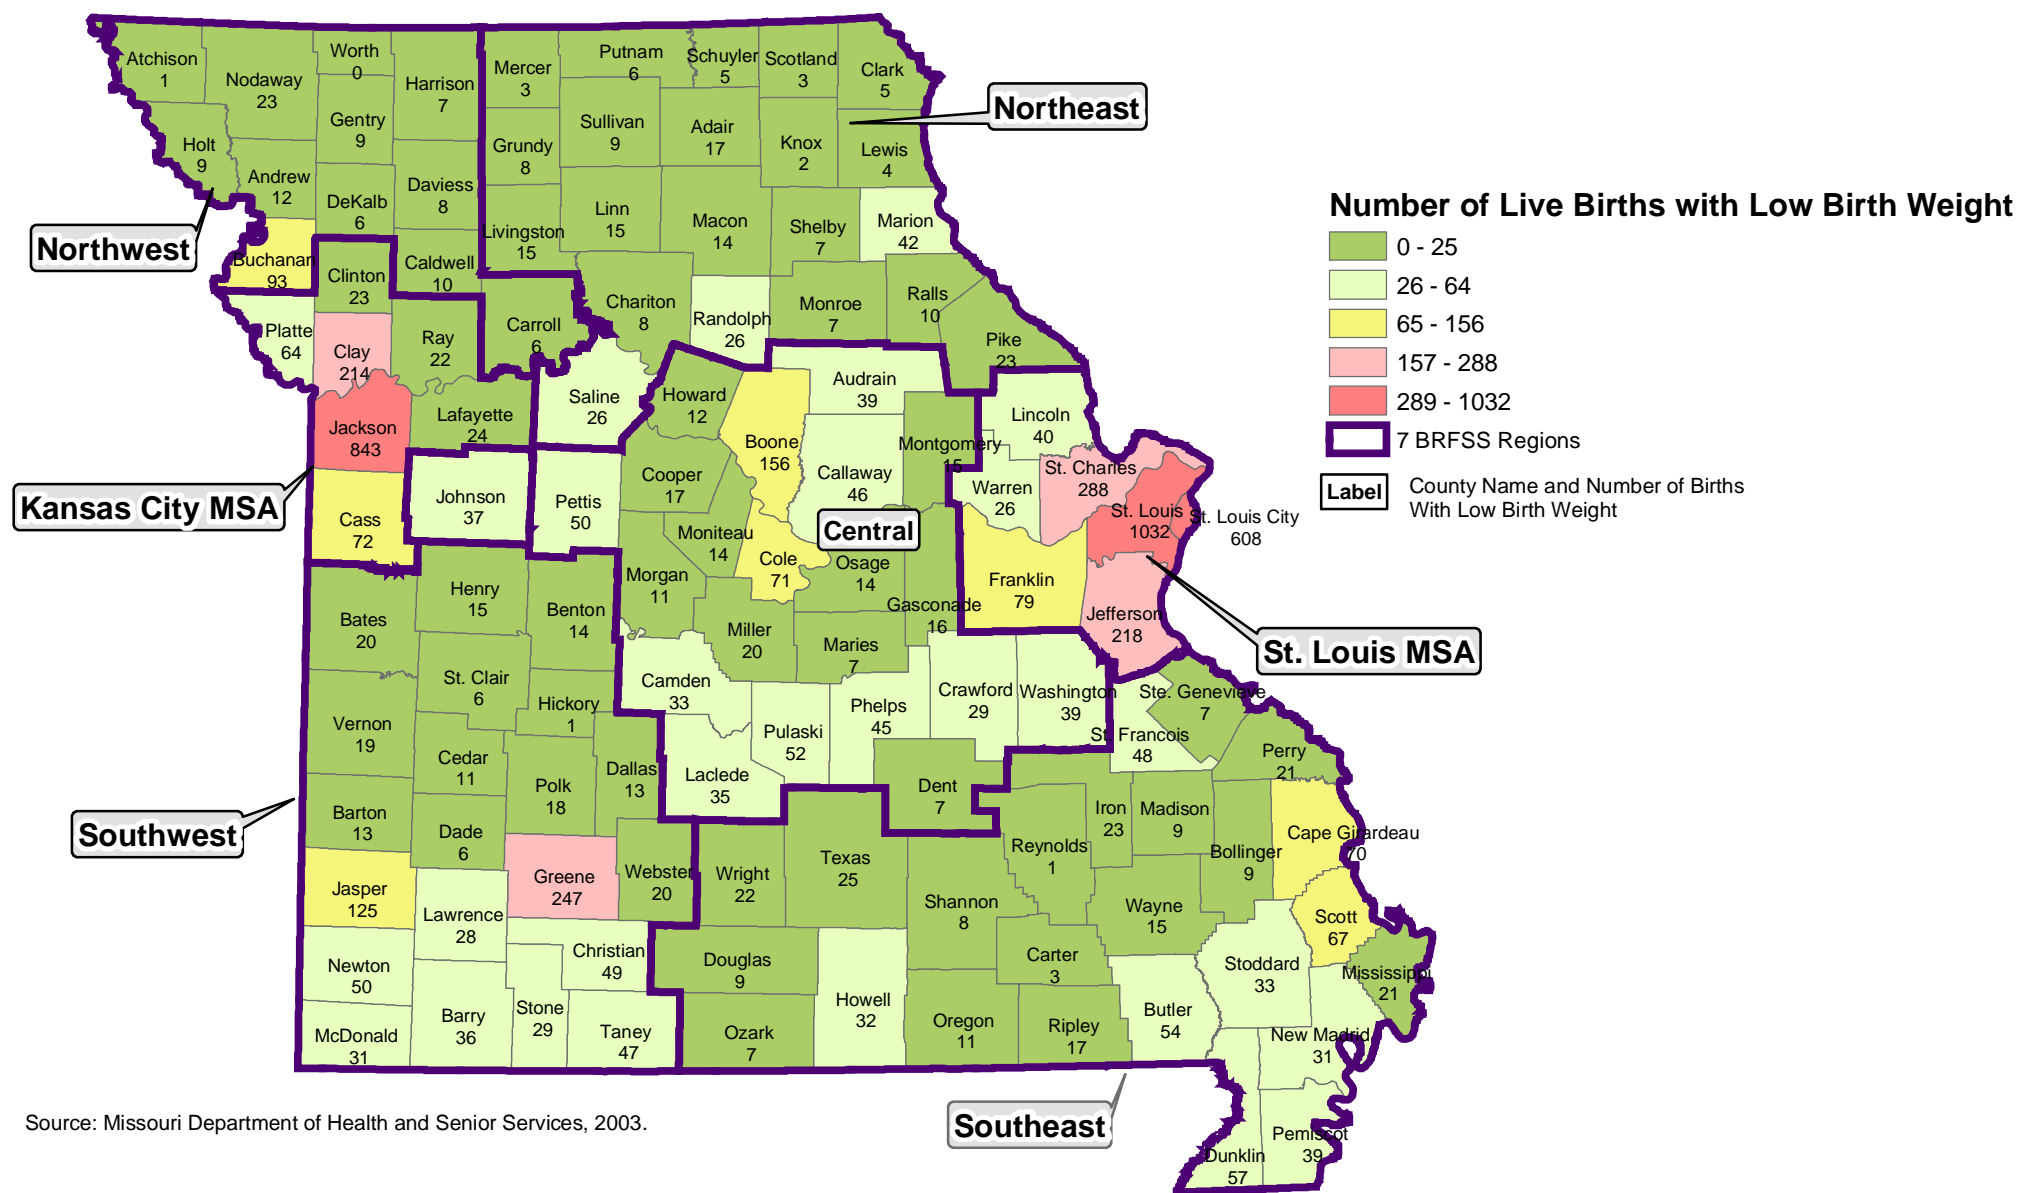 Atchison
1
Nodaway
23
Worth
0
Harrison
7
Mercer
3
Putnam
6
Schuyler
5
Scotland
3
Clark
5
Northeast
Holt
9
Gentry
9
Grundy
8
Sullivan
9
Adair
17
Knox
2
Lewis
4
Andrew
12
DeKalb
6
Daviess
8
Livingston
15
Linn
15
Macon
14
Shelby
7
Marion
42
Northwest
Buchanan
93
Clinton
23
Caldwell
10
Carroll
6
Chariton
8
Randolph
26
Monroe
7
Ralls
10
Pike
23
Platte
64
Clay
214
Ray
22
Saline
26
Howard
12
Audrain
39
Jackson
843
Lafayette
24
Boone
156
Callaway
46
Montgomery
15
Lincoln
40
Kansas City MSA
Cass
72
Johnson
37
Pettis
50
Cooper
17
Moniteau
14
Cole
71
Central
Osage
14
Gasconade
16
Warren
26
St. Charles
288
St. Louis
1032
St. Louis City
608
Franklin
79
Jefferson
218
St. Louis MSA
Bates
20
Henry
15
Benton
14
Morgan
11
Miller
20
Maries
7
Vernon
19
St. Clair
6
Hickory
1
Camden
33
Pulaski
52
Phelps
45
Crawford
29
Washington
39
Ste. Genevieve
7
St. Francois
48
Perry
21
Cedar
11
Polk
18
Dallas
13
Laclede
35
Dent
7
Southwest
Barton
13
Dade
6
Greene
247
Webster
20
Wright
22
Texas
25
Reynolds
1
Iron
23
Madison
9
Bollinger
9
Cape Girardeau
70
Jasper
125
Lawrence
28
Christian
49
Shannon
8
Wayne
15
Scott
67
Newton
50
Douglas
9
Carter
3
Stoddard
33
Mississippi
21
McDonald
31
Barry
36
Stone
29
Taney
47
Ozark
7
Howell
32
Oregon
11
Ripley
17
Butler
54
New Madrid
31
Southeast
Dunklin
57
Pemiscot
39
Number of Live Births with Low Birth Weight
0 - 25
26 - 64
65 - 156
157 - 288
289 - 1032
7 BRFSS Regions
Label
County Name and Number of Births
With Low Birth Weight
Source: Missouri Department of Health and Senior Services, 2003.